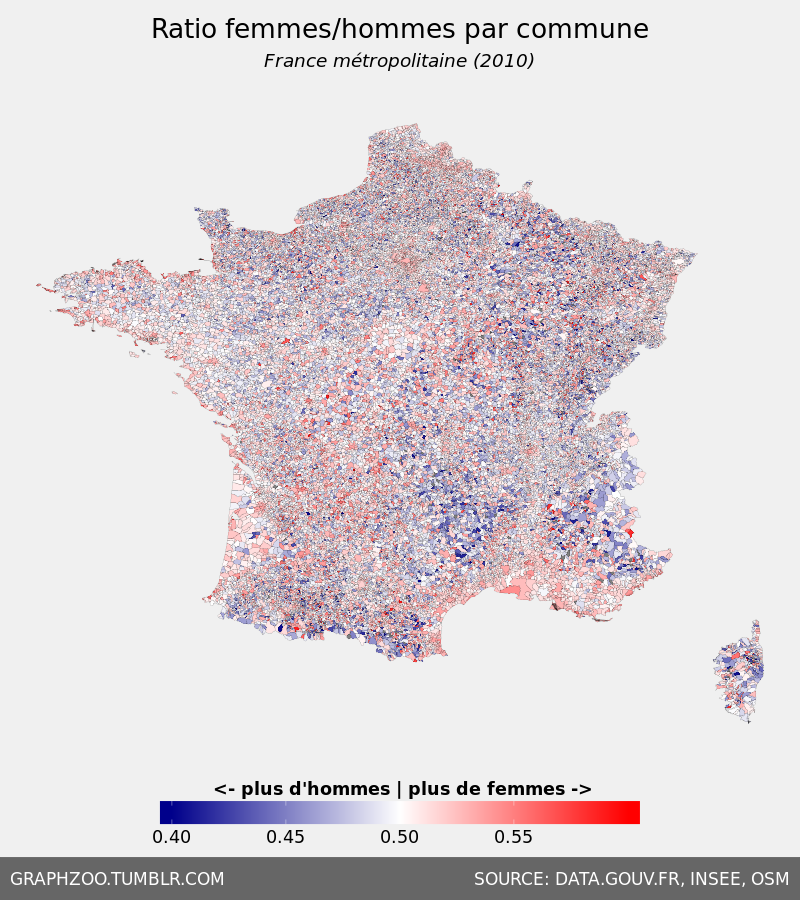 Ratio femmes/hommes par commune
France métropolitaine (2010)
<- plus d'hommes | plus de femmes ->
0.40 0.45 0.50 0.55
GRAPHZOO.TUMBLR.COM SOURCE: DATA.GOUV.FR, INSEE, OSM